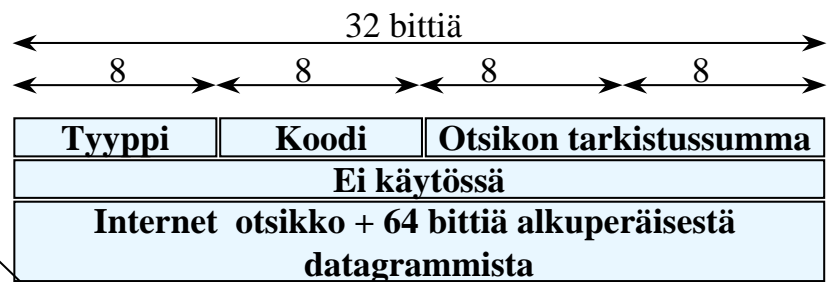 32 bittiä
8 8 8 8
Tyyppi Koodi Otsikon tarkistussumma
Ei käytössä
Internet otsikko + 64 bittiä alkuperäisestä
datagrammista